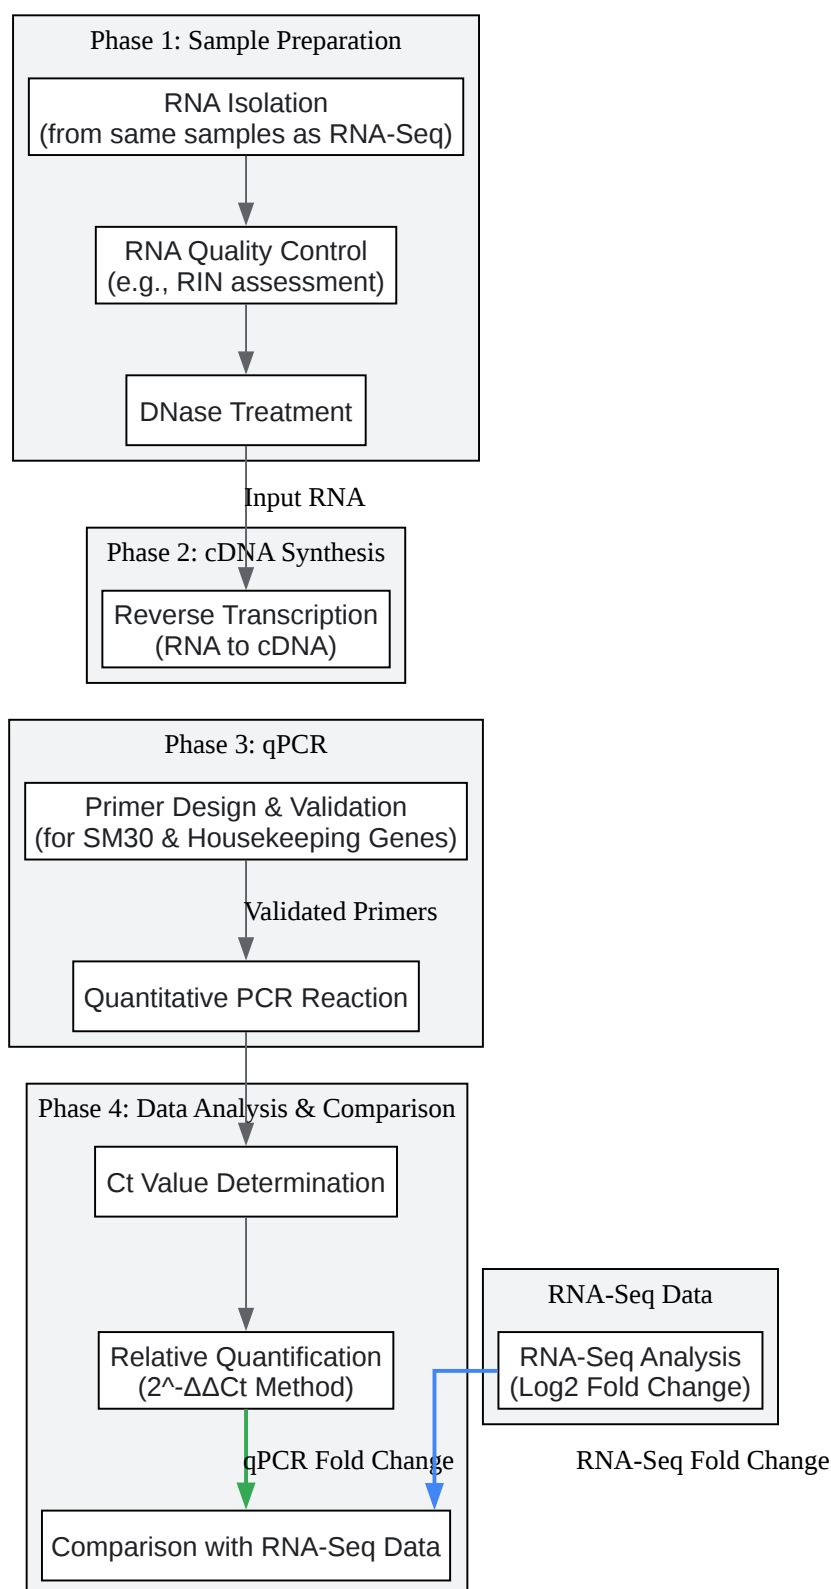 Phase 1: Sample Preparation
RNA Isolation
(from same samples as RNA-Seq)
RNA Quality Control
(e.g., RIN assessment)
DNase Treatment
Input RNA
Phase 2: cDNA Synthesis
Reverse Transcription
(RNA to cDNA)
Phase 3: qPCR
Primer Design & Validation
(for SM30 & Housekeeping Genes)
Validated Primers
Quantitative PCR Reaction
Phase 4: Data Analysis & Comparison
Ct Value Determination
RNA-Seq Data
Relative Quantification
(2^-ΔΔCt Method)
RNA-Seq Analysis
(Log2 Fold Change)
qPCR Fold Change
RNA-Seq Fold Change
Comparison with RNA-Seq Data